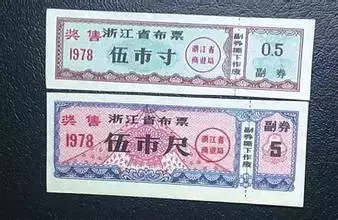 奖售 浙江省布票
1978 伍市寸
浙江省
商业局
副券撕下作废
0.5
副券
奖售 浙江省布票
1978 伍市尺
浙江省
商业局
副券撕下作废
副券
5